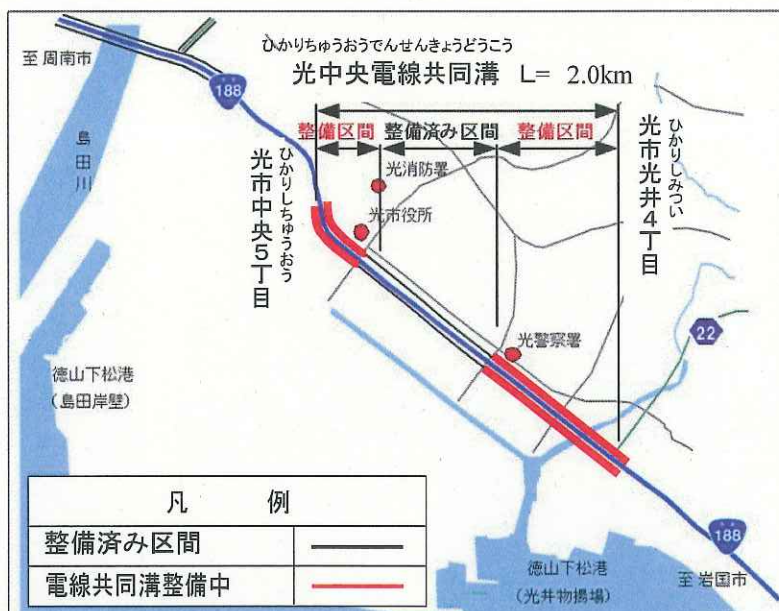 ひかりちゅうおうでんせんきょうどうこう
光中央電線共同溝 L= 2.0km
至 周南市
188
整備区間
整備済み区間
整備区間
島田川
ひかりしちゅうおう
光市中央5丁目
光消防署
光市役所
ひかりしみつい
光市光井4丁目
光警察署
22
徳山下松港
(島田岸壁)
凡 例
整備済み区間
電線共同溝整備中
188
徳山下松港
(光井物揚場)
至 岩国市